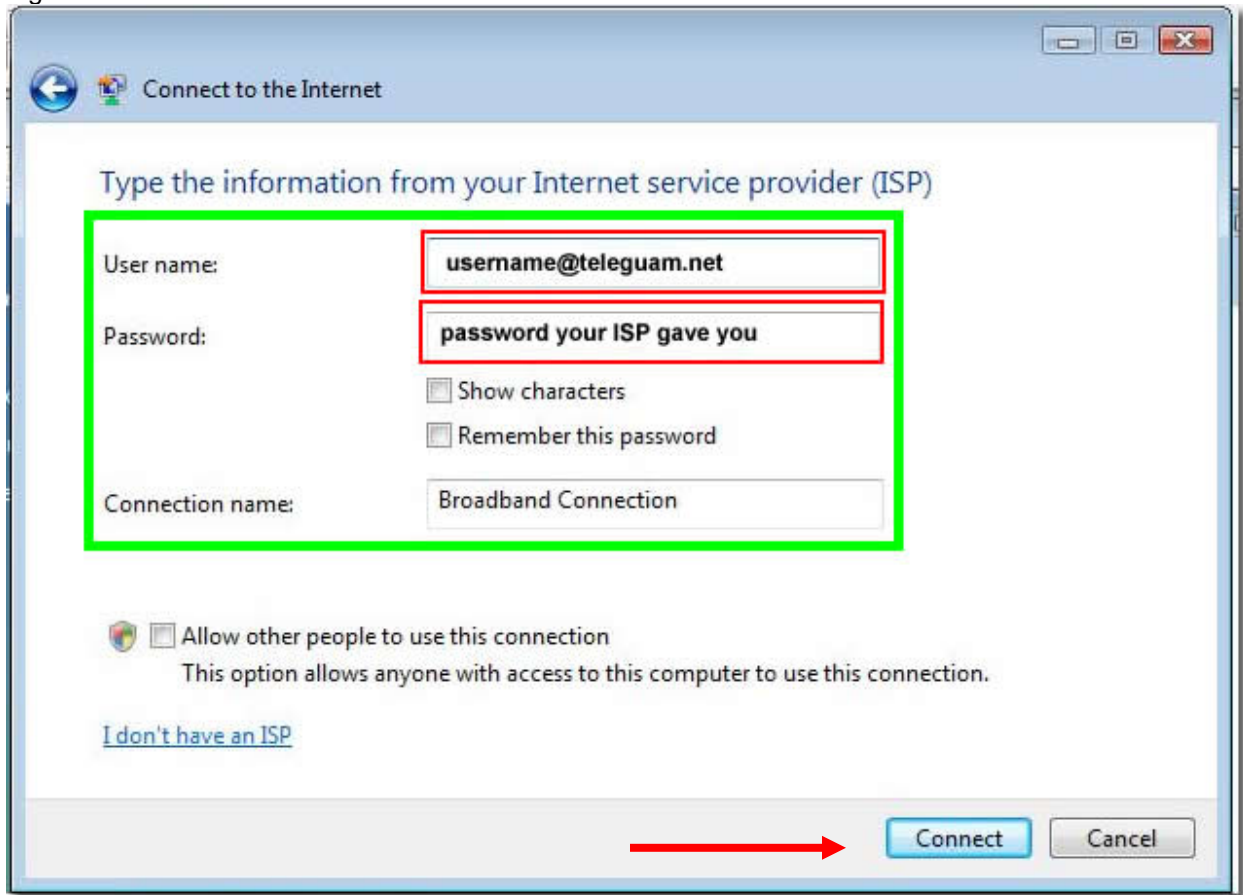 Connect to the Internet
Type the information from your Internet service provider (ISP)
User name:
username@teleguam.net
Password:
password your ISP gave you
Show characters
Remember this password
Connection name:
Broadband Connection
Allow other people to use this connection
This option allows anyone with access to this computer to use this connection.
I don't have an ISP
Connect
Cancel